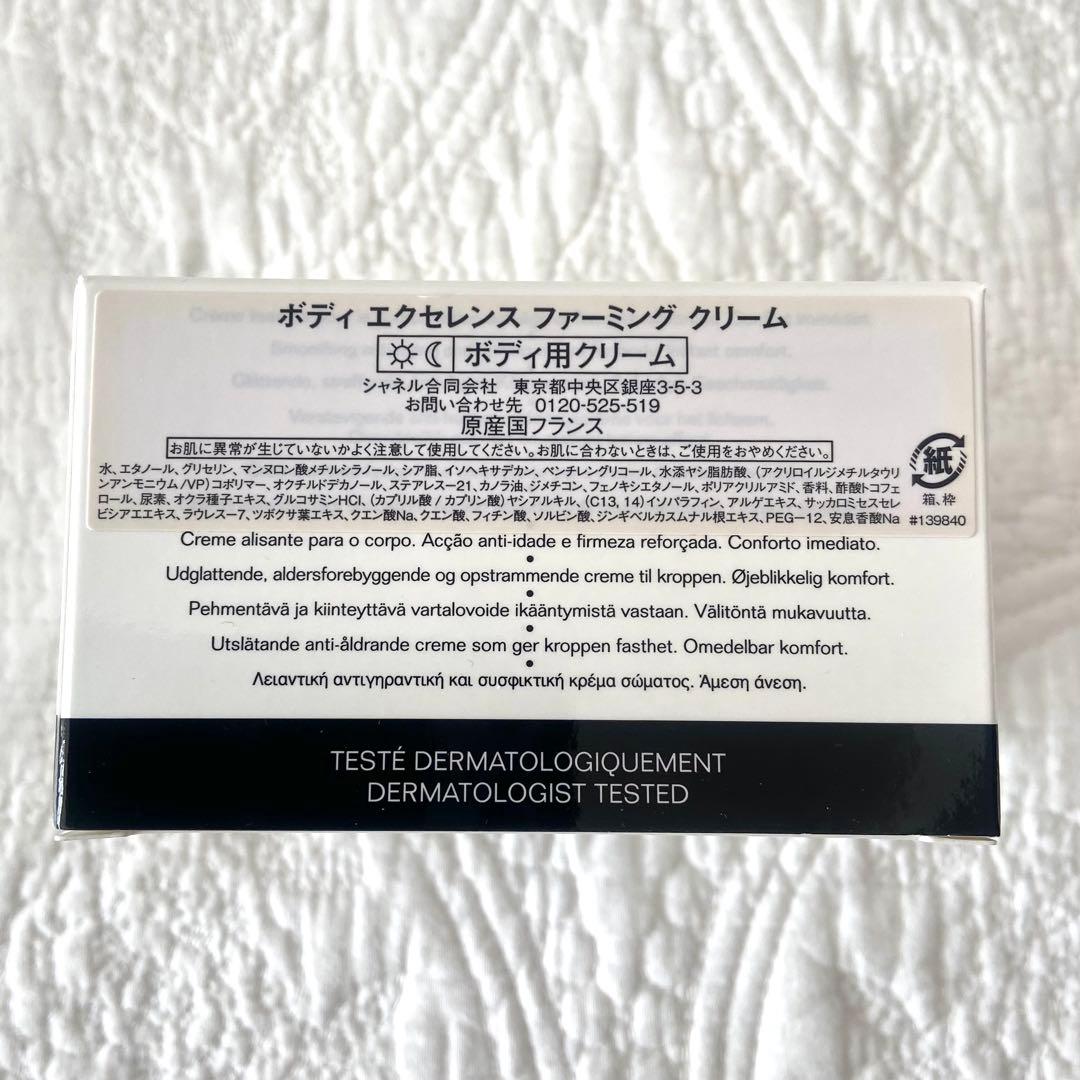 ボディ エクセレンス ファーミング クリーム
ボディ用クリーム
シャネル合同会社 東京都中央区銀座3-5-3
お問い合わせ先 0120-525-519
原産国フランス
お肌に異常が生じていないかよく注意して使用してください。お肌に合わないときは、ご使用をおやめください。
水、エタノール、グリセリン、マンヌロン酸メチルシラノール、シア脂、イソヘキサデカン、ペンチレングリコール、水添ヤシ脂肪酸、(アクリロイルジメチルタウリ
ンアンモニウム/VP)コポリマー、オクチルドデカノール、ステアレス-21、カノラ油、ジメチコン、フェノキシエタノール、ポリアクリルアミド、香料、酢酸トコフェ
ロール、尿素、オクラ種子エキス、グルコサミンHCl、(カプリル酸/カプリン酸)ヤシアルキル、(C13, 14)イソパラフィン、アルゲエキス、サッカロミセスセレ
ビシアエエキス、ラウレス-7、ツボクサ葉エキス、クエン酸Na、クエン酸、フィチン酸、ソルビン酸、ジンギベルカスムナル根エキス、PEG-12、安息香酸Na
紙
箱、枠
#139840
Creme alisante para o corpo. Acção anti-idade e firmeza reforçada. Conforto imediato.
•
Udglattende, aldersforebyggende og opstrammende creme til kroppen. Øjeblikkelig komfort.
•
Pehmentävä ja kiinteyttävä vartalovoide ikääntymistä vastaan. Välitöntä mukavuutta.
•
Utslätande anti-åldrande creme som ger kroppen fasthet. Omedelbar komfort.
•
Λειαντική αντιγηραντική και συσφικτική κρέμα σώματος. Άμεση άνεση.
TESTÉ DERMATOLOGIQUEMENT
DERMATOLOGIST TESTED